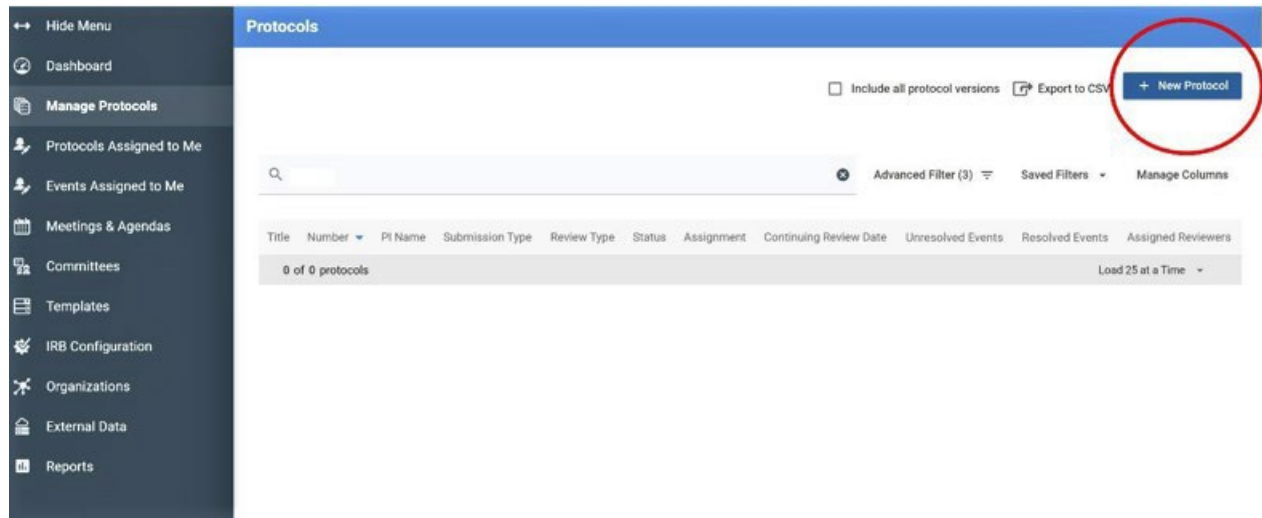 Hide Menu
Dashboard
Manage Protocols
Protocols Assigned to Me
Events Assigned to Me
Meetings & Agendas
Committees
Templates
IRB Configuration
Organizations
External Data
Reports
Protocols
Include all protocol versions Export to CSV + New Protocol
Advanced Filter (3) Saved Filters Manage Columns
Title Number PI Name Submission Type Review Type Status Assignment Continuing Review Date Unresolved Events Resolved Events Assigned Reviewers
0 of 0 protocols Load 25 at a Time